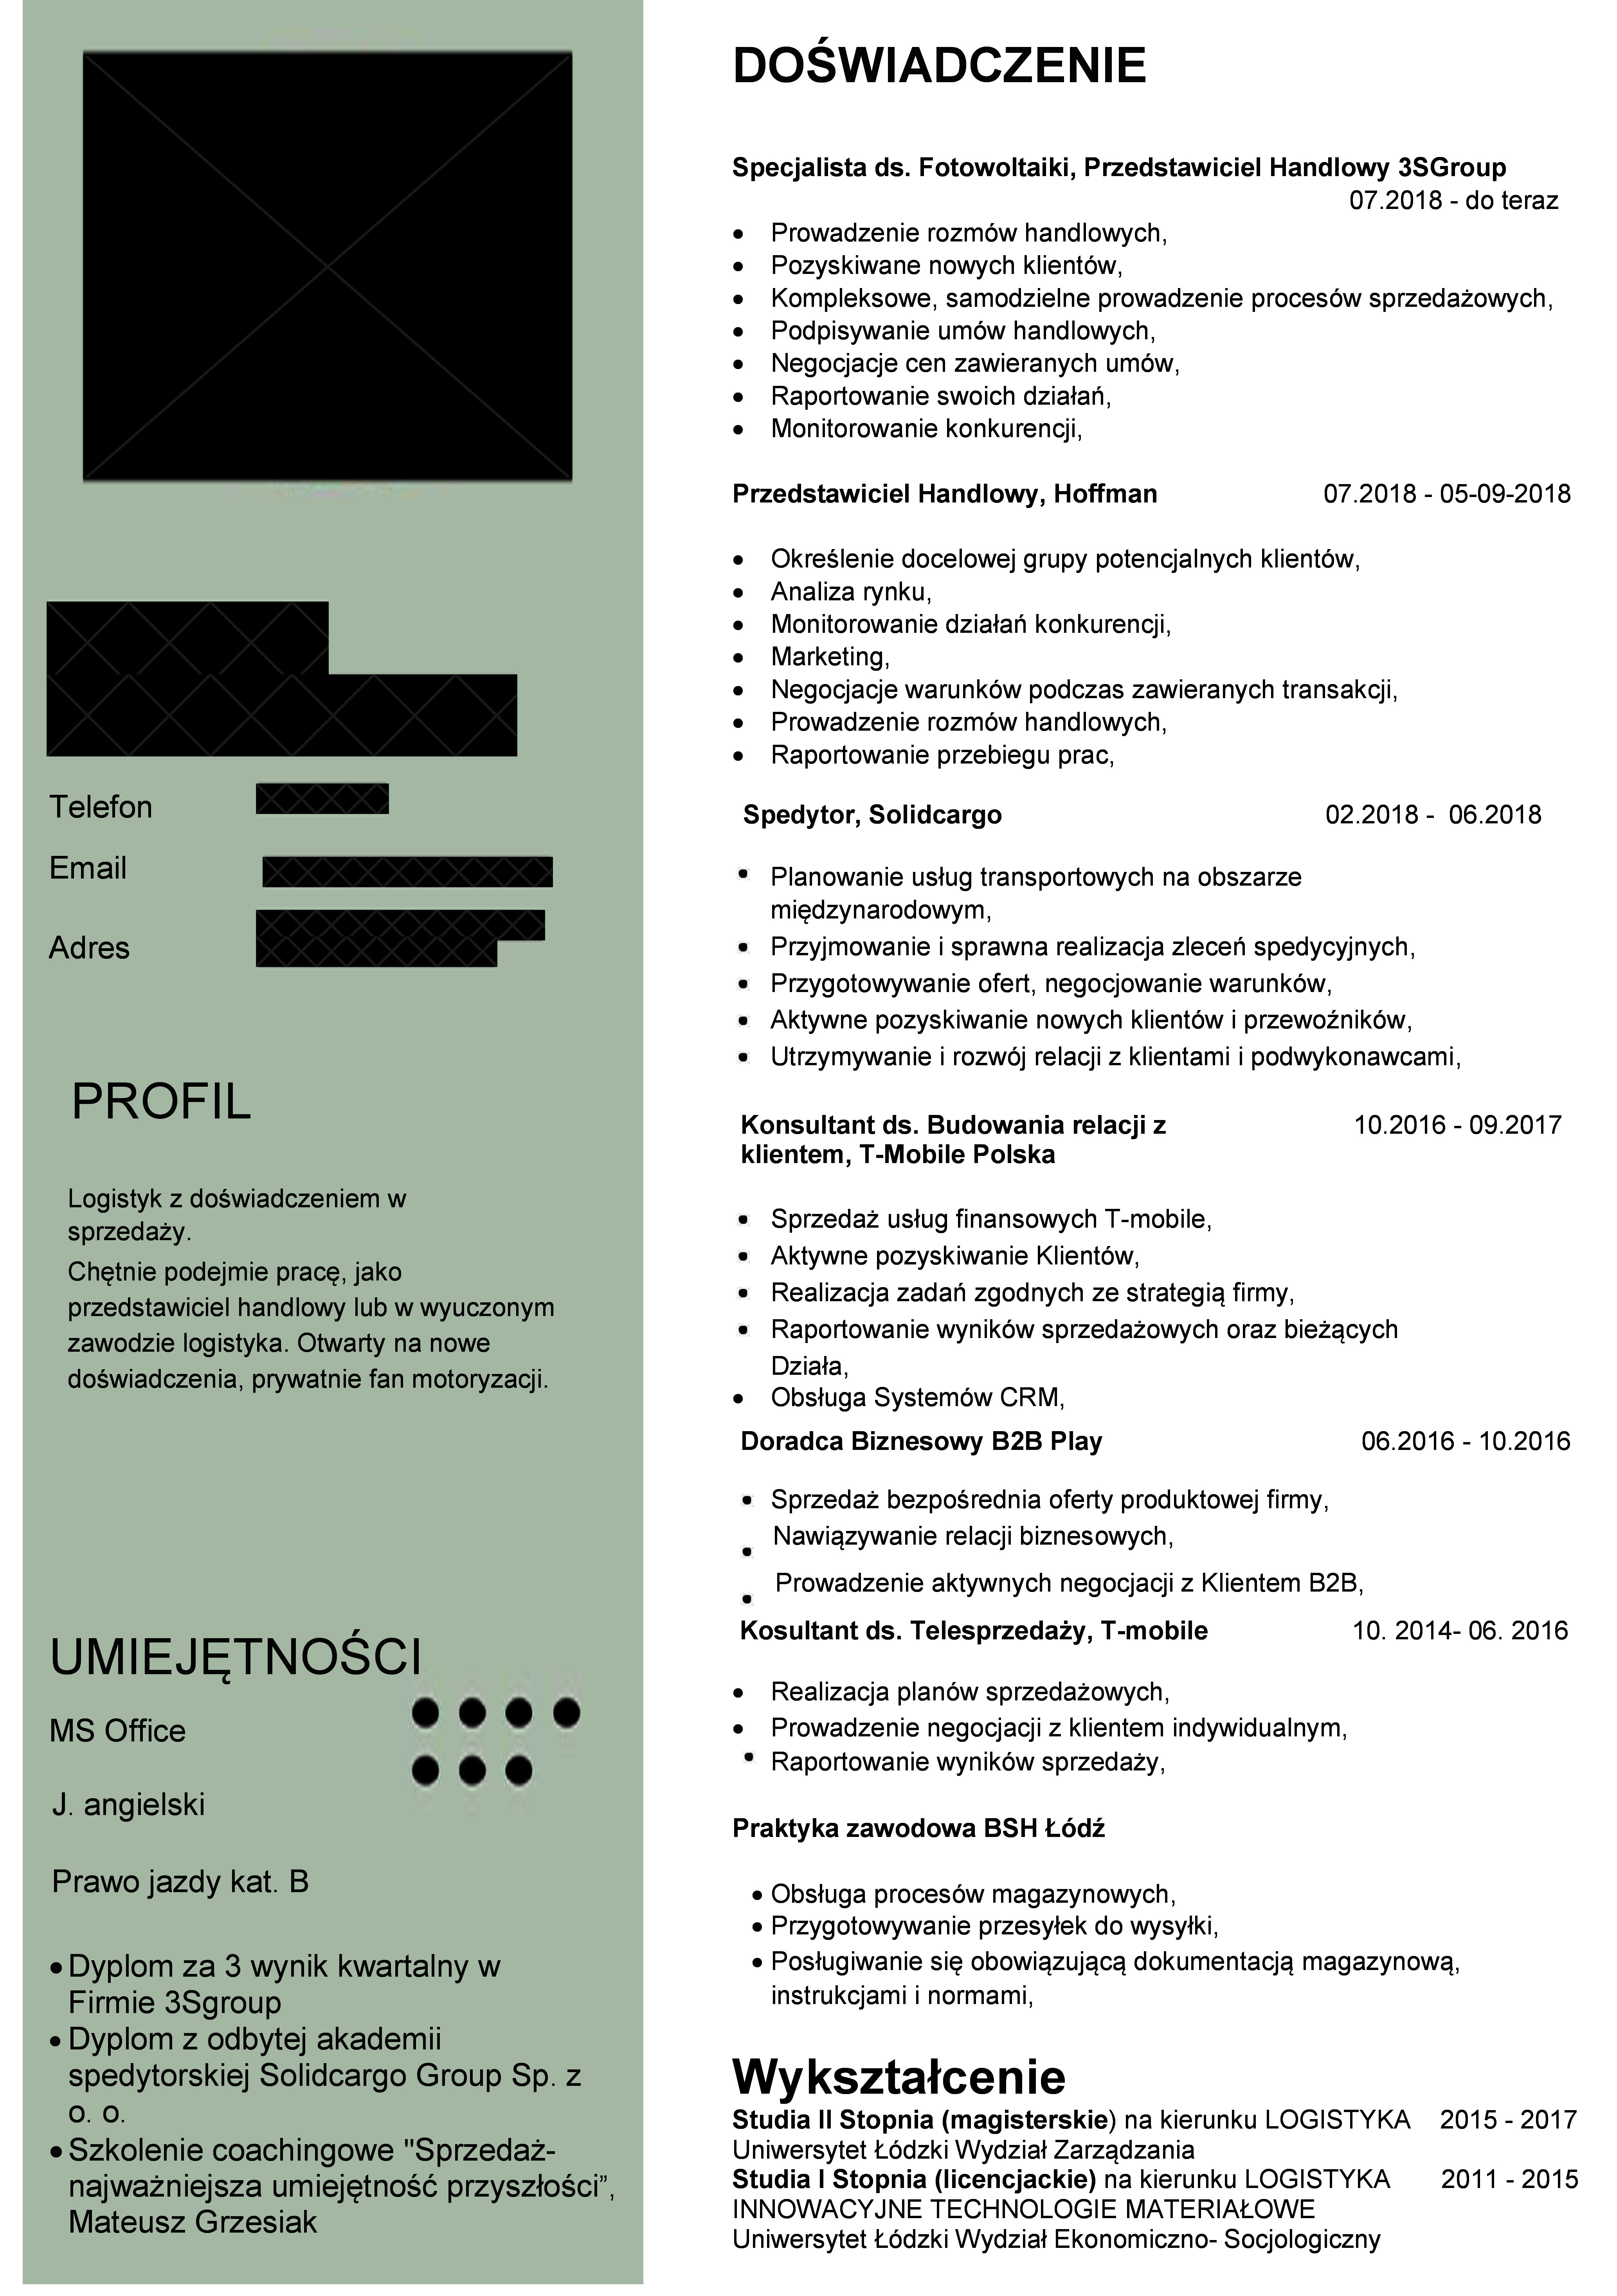 Telefon
Email
Adres
PROFIL
Logistyk z doświadczeniem w
sprzedaży.
Chętnie podejmie pracę, jako
przedstawiciel handlowy lub w wyuczonym
zawodzie logistyka. Otwarty na nowe
doświadczenia, prywatnie fan motoryzacji.
UMIEJĘTNOŚCI
MS Office
J. angielski
Prawo jazdy kat. B
• Dyplom za 3 wynik kwartalny w
Firmie 3Sgroup
• Dyplom z odbytej akademii
spedytorskiej Solidcargo Group Sp. z
o. o.
• Szkolenie coachingowe "Sprzedaż-
najważniejsza umiejętność przyszłości”,
Mateusz Grzesiak
DOŚWIADCZENIE
Specjalista ds. Fotowoltaiki, Przedstawiciel Handlowy 3SGroup
07.2018 - do teraz
• Prowadzenie rozmów handlowych,
• Pozyskiwane nowych klientów,
• Kompleksowe, samodzielne prowadzenie procesów sprzedażowych,
• Podpisywanie umów handlowych,
• Negocjacje cen zawieranych umów,
• Raportowanie swoich działań,
• Monitorowanie konkurencji,
Przedstawiciel Handlowy, Hoffman 07.2018 - 05-09-2018
• Określenie docelowej grupy potencjalnych klientów,
• Analiza rynku,
• Monitorowanie działań konkurencji,
• Marketing,
• Negocjacje warunków podczas zawieranych transakcji,
• Prowadzenie rozmów handlowych,
• Raportowanie przebiegu prac,
Spedytor, Solidcargo 02.2018 - 06.2018
• Planowanie usług transportowych na obszarze
międzynarodowym,
• Przyjmowanie i sprawna realizacja zleceń spedycyjnych,
• Przygotowywanie ofert, negocjowanie warunków,
• Aktywne pozyskiwanie nowych klientów i przewoźników,
• Utrzymywanie i rozwój relacji z klientami i podwykonawcami,
Konsultant ds. Budowania relacji z 10.2016 - 09.2017
klientem, T-Mobile Polska
• Sprzedaż usług finansowych T-mobile,
• Aktywne pozyskiwanie Klientów,
• Realizacja zadań zgodnych ze strategią firmy,
• Raportowanie wyników sprzedażowych oraz bieżących
Działa,
• Obsługa Systemów CRM,
Doradca Biznesowy B2B Play 06.2016 - 10.2016
• Sprzedaż bezpośrednia oferty produktowej firmy,
• Nawiązywanie relacji biznesowych,
• Prowadzenie aktywnych negocjacji z Klientem B2B,
Kosultant ds. Telesprzedaży, T-mobile 10. 2014- 06. 2016
• Realizacja planów sprzedażowych,
• Prowadzenie negocjacji z klientem indywidualnym,
• Raportowanie wyników sprzedaży,
Praktyka zawodowa BSH Łódź
• Obsługa procesów magazynowych,
• Przygotowywanie przesyłek do wysyłki,
• Posługiwanie się obowiązującą dokumentacją magazynową,
instrukcjami i normami,
Wykształcenie
Studia II Stopnia (magisterskie) na kierunku LOGISTYKA 2015 - 2017
Uniwersytet Łódzki Wydział Zarządzania
Studia I Stopnia (licencjackie) na kierunku LOGISTYKA 2011 - 2015
INNOWACYJNE TECHNOLOGIE MATERIAŁOWE
Uniwersytet Łódzki Wydział Ekonomiczno- Socjologiczny